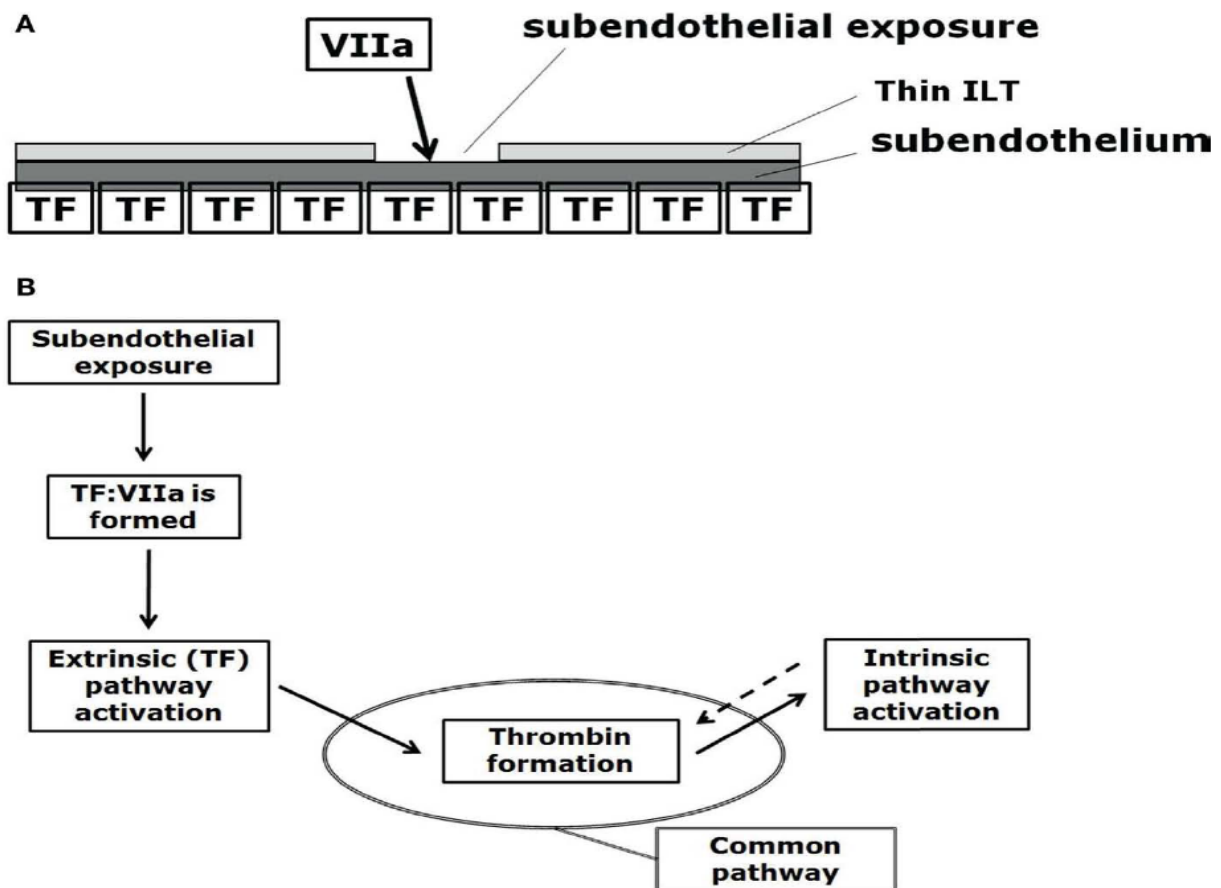 A
VIIa
subendothelial exposure
Thin ILT
subendothelium
TF TF TF TF TF TF TF TF TF
B
Subendothelial
exposure
TF:VIIa is
formed
Extrinsic (TF)
pathway
activation
Thrombin
formation
Intrinsic
pathway
activation
Common
pathway